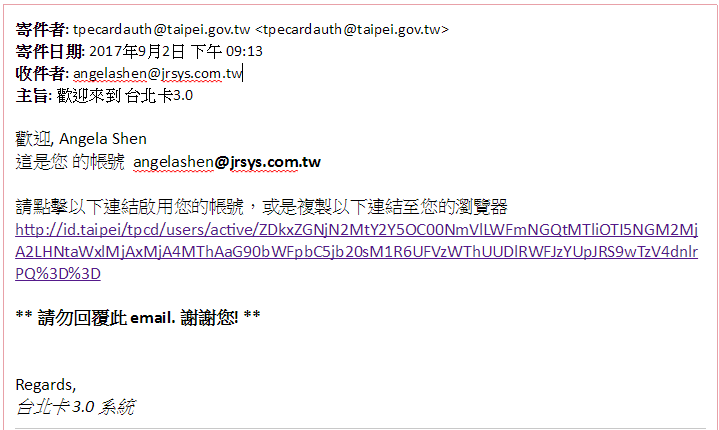 寄件者: tpecardauth@taipei.gov.tw <tpecardauth@taipei.gov.tw>
寄件日期: 2017年9月2日 下午 09:13
收件者: angelashen@jrsys.com.tw
主旨: 歡迎來到 台北卡3.0
歡迎, Angela Shen
這是您 的帳號 angelashen@jrsys.com.tw
請點擊以下連結啟用您的帳號，或是複製以下連結至您的瀏覽器
http://id.taipei/tpcd/users/active/ZDkxZGNjN2MtY2Y5OC00NmVlLWFmNGQtMTliOTI5NGM2Mj
A2LHNtaWxlMjAxMjA4MThAaG90bWFpbC5jb20sM1R6UFVzWThUUDlRWFJzYUpJRS9wTzV4dnlr
PQ%3D%3D
** 請勿回覆此 email. 謝謝您! **
Regards,
台北卡 3.0 系統